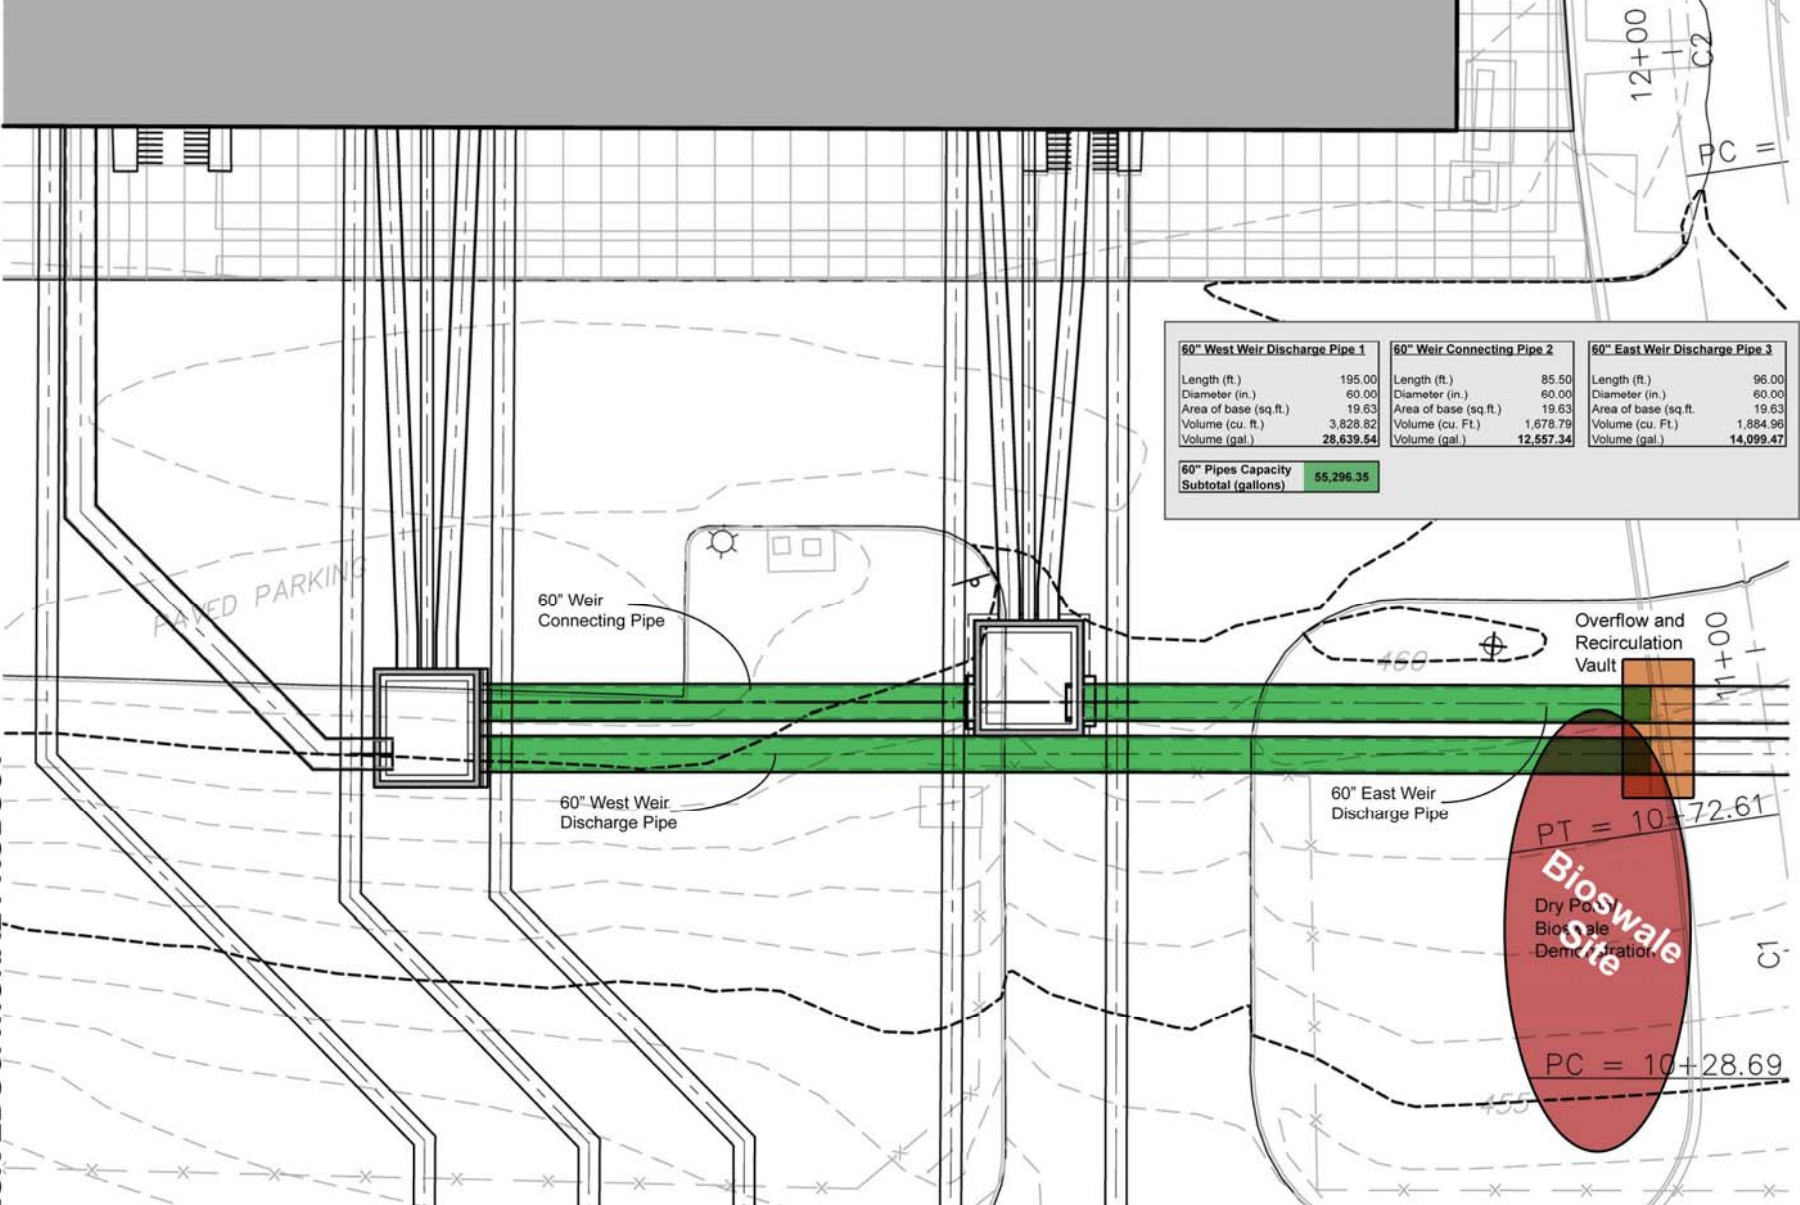 12+00
C2
PC =
60" West Weir Discharge Pipe 1
Length (ft.) 195.00
Diameter (in.) 60.00
Area of base (sq.ft.) 19.63
Volume (cu. ft.) 3,828.82
Volume (gal.) 28,639.54
60" Weir Connecting Pipe 2
Length (ft.) 85.50
Diameter (in.) 60.00
Area of base (sq.ft.) 19.63
Volume (cu. Ft.) 1,678.79
Volume (gal.) 12,557.34
60" East Weir Discharge Pipe 3
Length (ft.) 96.00
Diameter (in.) 60.00
Area of base (sq.ft. 19.63
Volume (cu. Ft.) 1,884.96
Volume (gal.) 14,099.47
60" Pipes Capacity
Subtotal (gallons) 55,296.35
PAVED PARKING
60" Weir
Connecting Pipe
Overflow and
Recirculation
Vault
460
11+00
60" West Weir
Discharge Pipe
60" East Weir
Discharge Pipe
PT = 10+72.61
Bioswale
Site
Dry Pond
Bioswale
Demonstration
C1
PC = 10+28.69
455